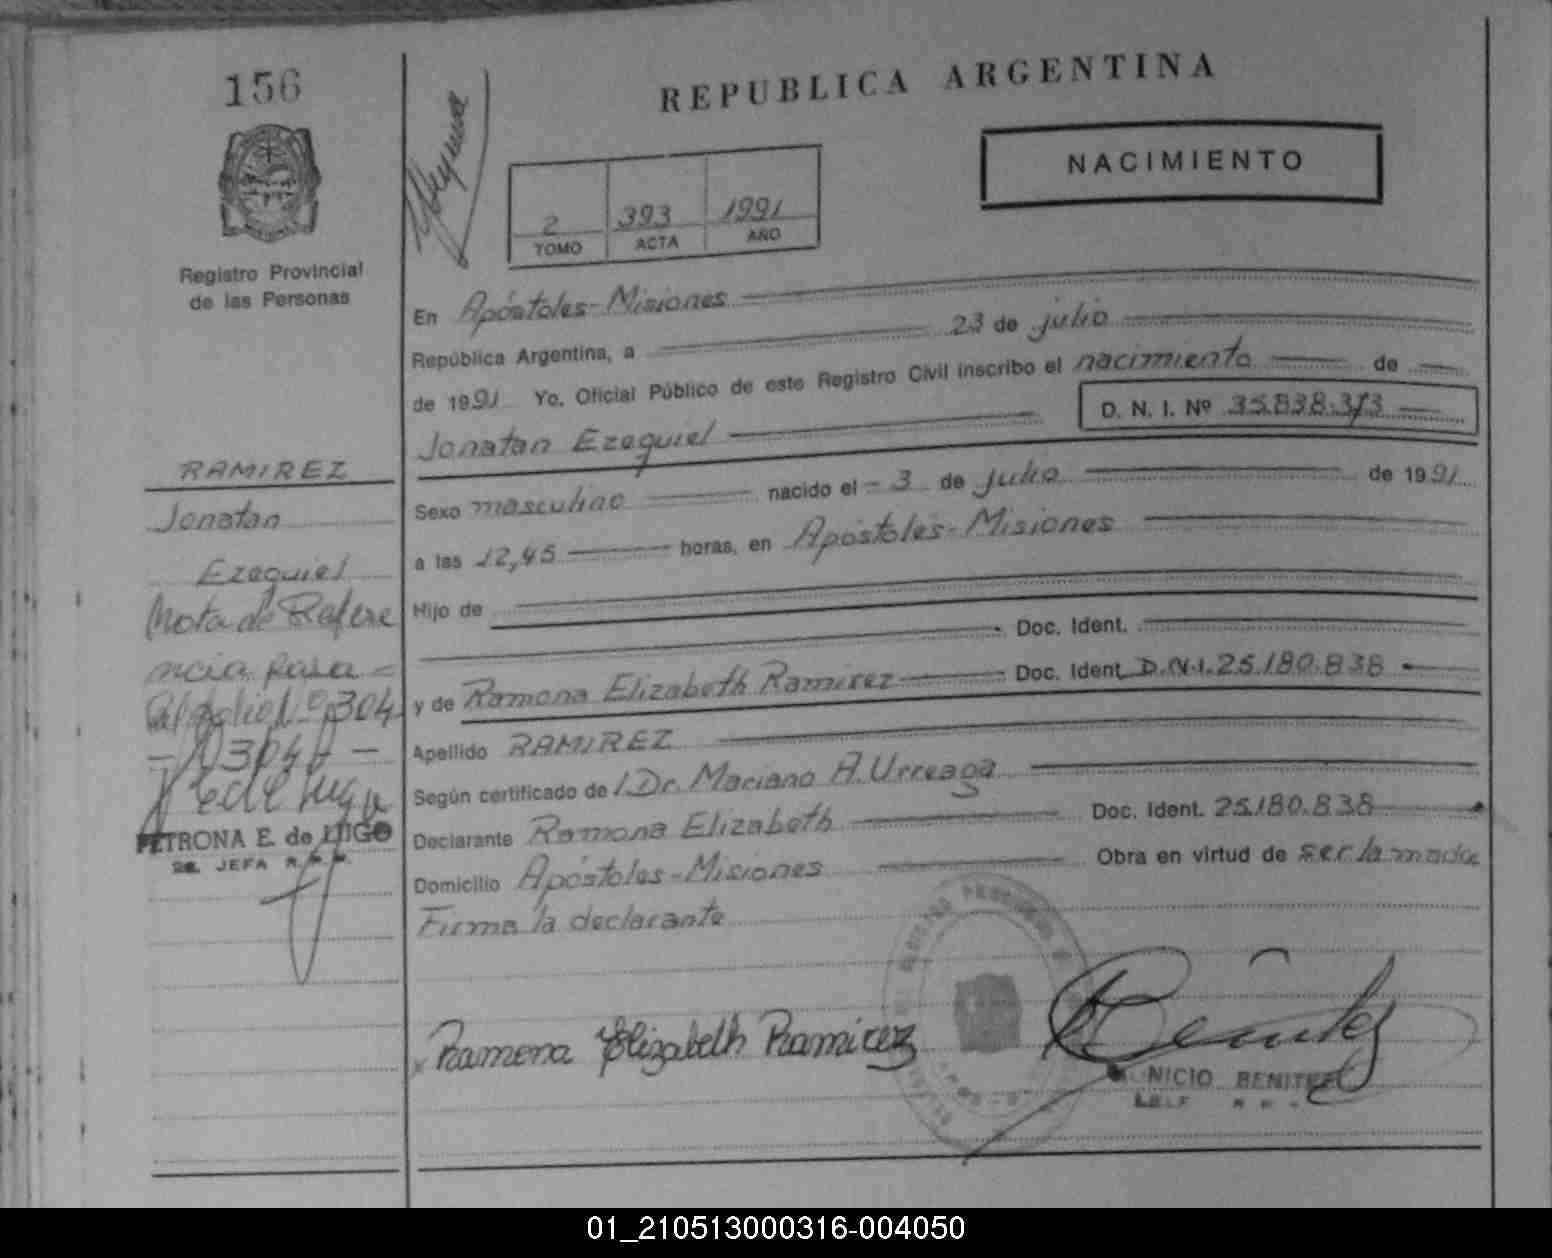 156
REPUBLICA ARGENTINA
NACIMIENTO
2 393 1991
TOMO ACTA AÑO
Registro Provincial
de las Personas
En Apóstoles-Misiones
República Argentina, a 23 de julio
de 1991 Yo, Oficial Público de este Registro Civil inscribo el nacimiento de
Jonatan Ezequiel D. N. I. Nº 35.838.373
Sexo masculino nacido el - 3 de julio de 1991
a las 12,45 horas, en Apóstoles-Misiones
Hijo de
Doc. Ident.
y de Ramona Elizabeth Ramirez Doc. Ident. D.N.I. 25.180.838
Apellido RAMIREZ
Según certificado de l Dr. Mariano A. Urreaga
Declarante Ramona Elizabeth Doc. Ident. 25.180.838
Domicilio Apóstoles-Misiones Obra en virtud de ser la madre
Firma la declarante
Ramona Elizabeth Ramirez
Benitez
NICIO BENITEZ
RAMIREZ
Jonatan
Ezequiel
Nota de Refere
ncia para -
al folio Nº 304
PETRONA E. de LUGO
JEFA
01_210513000316-004050